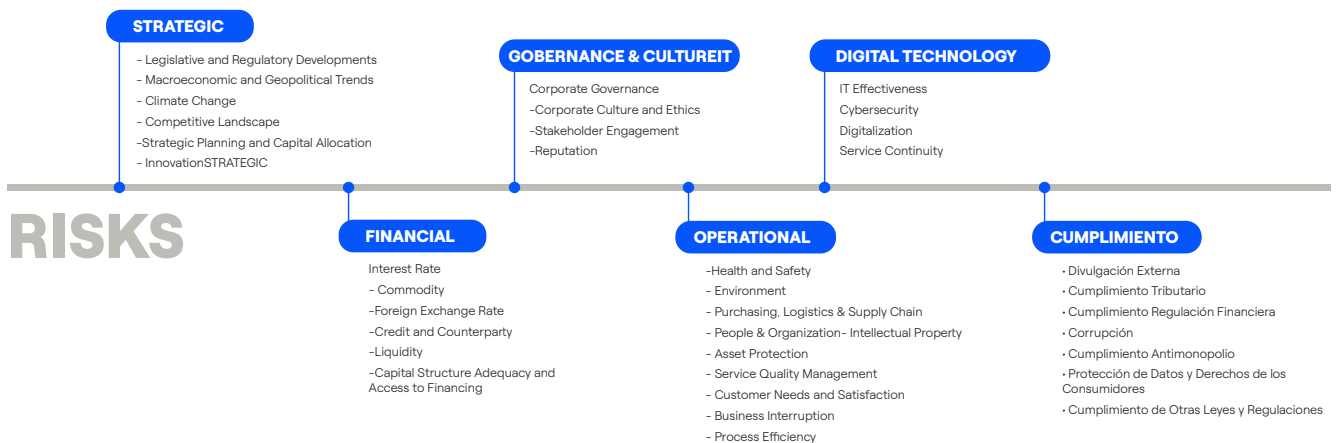 STRATEGIC
- Legislative and Regulatory Developments
- Macroeconomic and Geopolitical Trends
- Climate Change
- Competitive Landscape
-Strategic Planning and Capital Allocation
- InnovationSTRATEGIC
GOBERNANCE & CULTUREIT
Corporate Governance
-Corporate Culture and Ethics
-Stakeholder Engagement
-Reputation
DIGITAL TECHNOLOGY
IT Effectiveness
Cybersecurity
Digitalization
Service Continuity
RISKS
FINANCIAL
Interest Rate
- Commodity
-Foreign Exchange Rate
-Credit and Counterparty
-Liquidity
-Capital Structure Adequacy and
Access to Financing
OPERATIONAL
-Health and Safety
- Environment
- Purchasing, Logistics & Supply Chain
- People & Organization- Intellectual Property
- Asset Protection
- Service Quality Management
- Customer Needs and Satisfaction
- Business Interruption
- Process Efficiency
CUMPLIMIENTO
• Divulgación Externa
• Cumplimiento Tributario
• Cumplimiento Regulación Financiera
• Corrupción
• Cumplimiento Antimonopolio
• Protección de Datos y Derechos de los
Consumidores
• Cumplimiento de Otras Leyes y Regulaciones